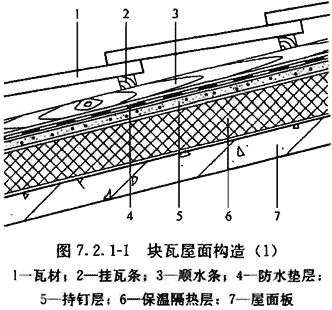 1 2 3
4 5 6 7
图 7.2.1-1 块瓦屋面构造（1）
1—瓦材；2—挂瓦条；3—顺水条；4—防水垫层；
5—持钉层；6—保温隔热层；7—屋面板